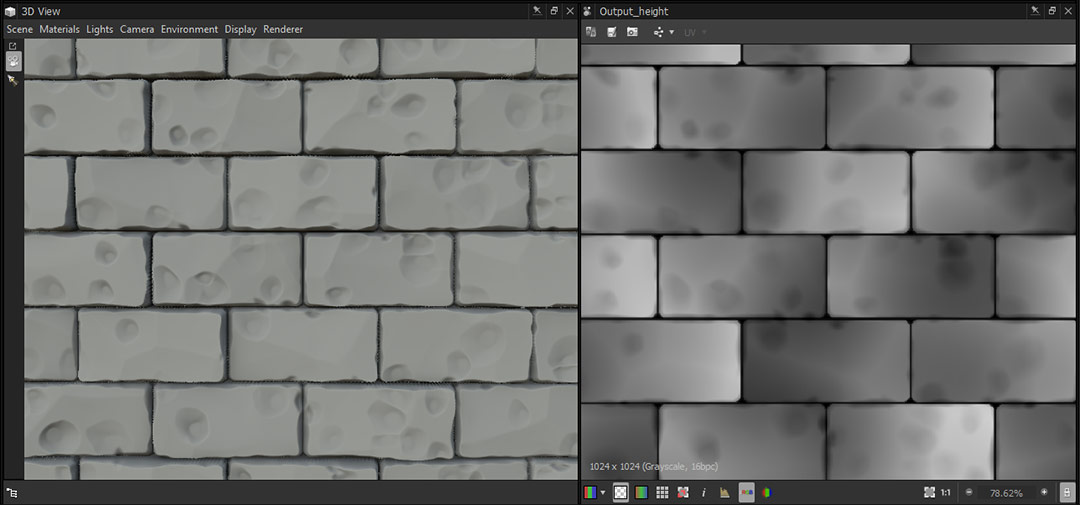 3D View
Scene Materials Lights Camera Environment Display Renderer
Output_height
UV
1024 x 1024 (Grayscale, 16bpc)
i
1:1
78.62%